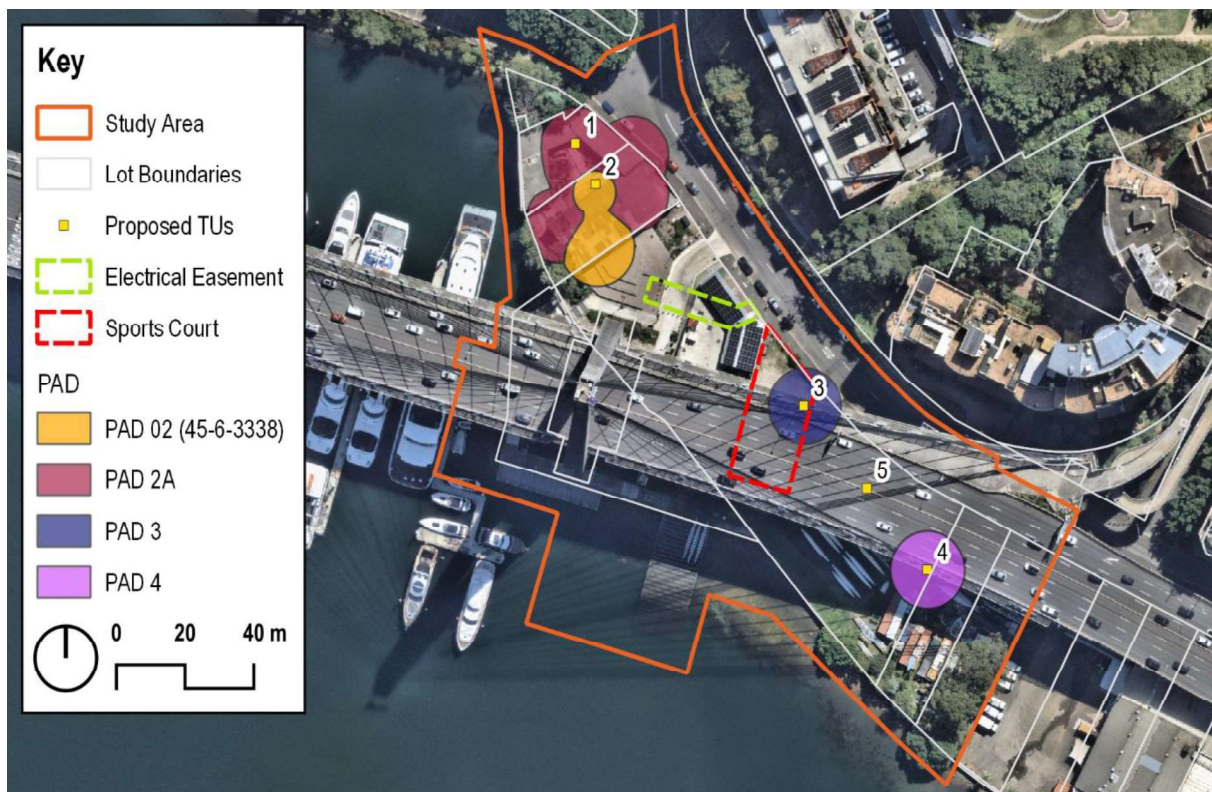 Key
Study Area
Lot Boundaries
Proposed TUs
Electrical Easement
Sports Court
PAD
PAD 02 (45-6-3338)
PAD 2A
PAD 3
PAD 4
0 20 40 m
1
2
3
5
4